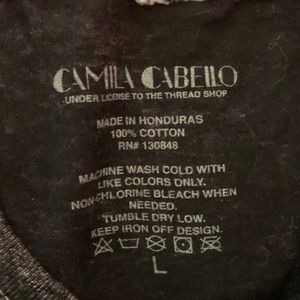 CAMILA CABELLO
UNDER LICENSE TO THE THREAD SHOP
MADE IN HONDURAS
100% COTTON
RN# 130848
MACHINE WASH COLD WITH
LIKE COLORS ONLY.
NON-CHLORINE BLEACH WHEN
NEEDED.
TUMBLE DRY LOW.
KEEP IRON OFF DESIGN.
L